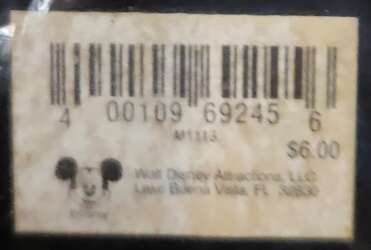 4 00109 69245 6
M1113
$6.00
Walt Disney Attractions, LLC
Lake Buena Vista, FL 32830